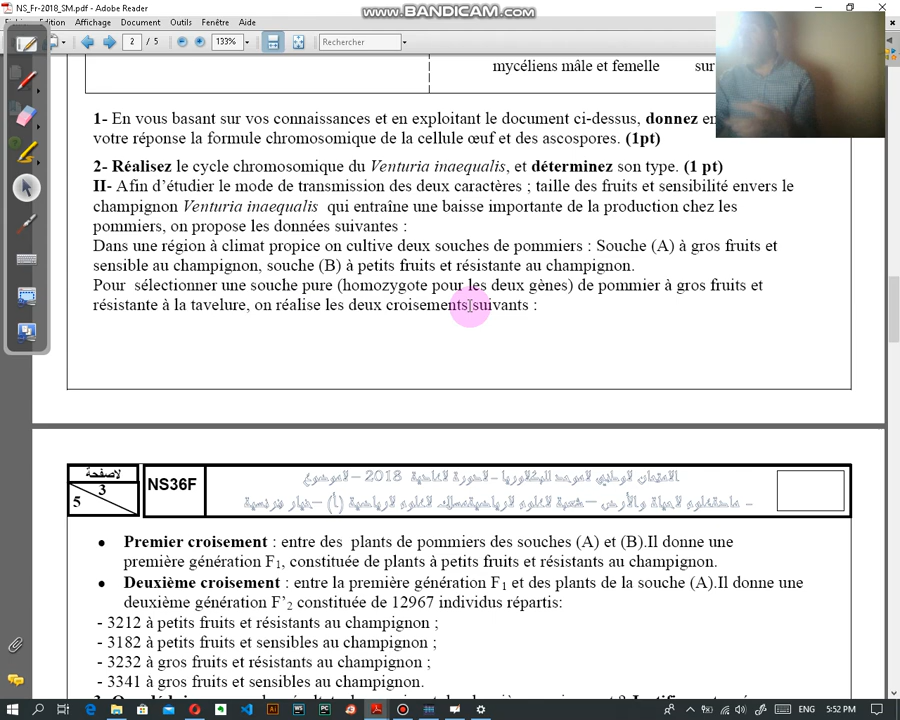 NS_Fr-2018_SM.pdf - Adobe Reader
www.BANDICAM.com
Edition Affichage Document Outils Fenêtre Aide
2 / 5 133% Rechercher
mycéliens mâle et femelle sur
1- En vous basant sur vos connaissances et en exploitant le document ci-dessus, donnez en
votre réponse la formule chromosomique de la cellule œuf et des ascospores. (1pt)
2- Réalisez le cycle chromosomique du Venturia inaequalis, et déterminez son type. (1 pt)
II- Afin d'étudier le mode de transmission des deux caractères ; taille des fruits et sensibilité envers le
champignon Venturia inaequalis qui entraîne une baisse importante de la production chez les
pommiers, on propose les données suivantes :
Dans une région à climat propice on cultive deux souches de pommiers : Souche (A) à gros fruits et
sensible au champignon, souche (B) à petits fruits et résistante au champignon.
Pour sélectionner une souche pure (homozygote pour les deux gènes) de pommier à gros fruits et
résistante à la tavelure, on réalise les deux croisements suivants :
3
5
NS36F
• Premier croisement : entre des plants de pommiers des souches (A) et (B).Il donne une
première génération F₁, constituée de plants à petits fruits et résistants au champignon.
• Deuxième croisement : entre la première génération F₁ et des plants de la souche (A).Il donne une
deuxième génération F'₂ constituée de 12967 individus répartis:
- 3212 à petits fruits et résistants au champignon ;
- 3182 à petits fruits et sensibles au champignon ;
- 3232 à gros fruits et résistants au champignon ;
- 3341 à gros fruits et sensibles au champignon.
5:52 PM